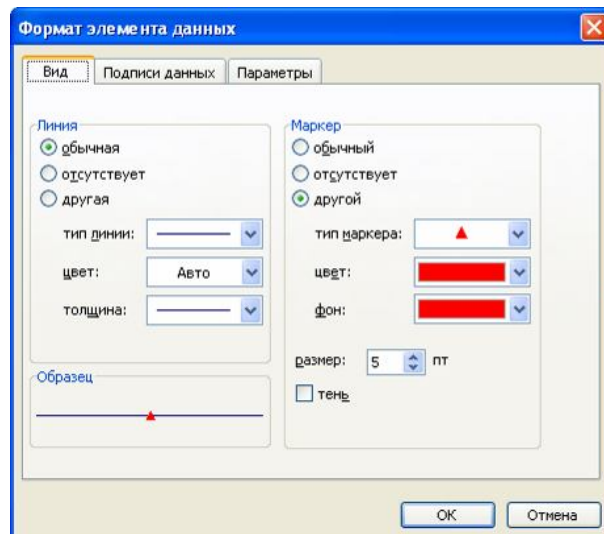 Формат элемента данных
Вид
Подписи данных
Параметры
Линия
обычная
отсутствует
другая
тип линии:
цвет:
Авто
толщина:
Образец
Маркер
обычный
отсутствует
другой
тип маркера:
цвет:
фон:
размер:
5
пт
тень
ОК
Отмена